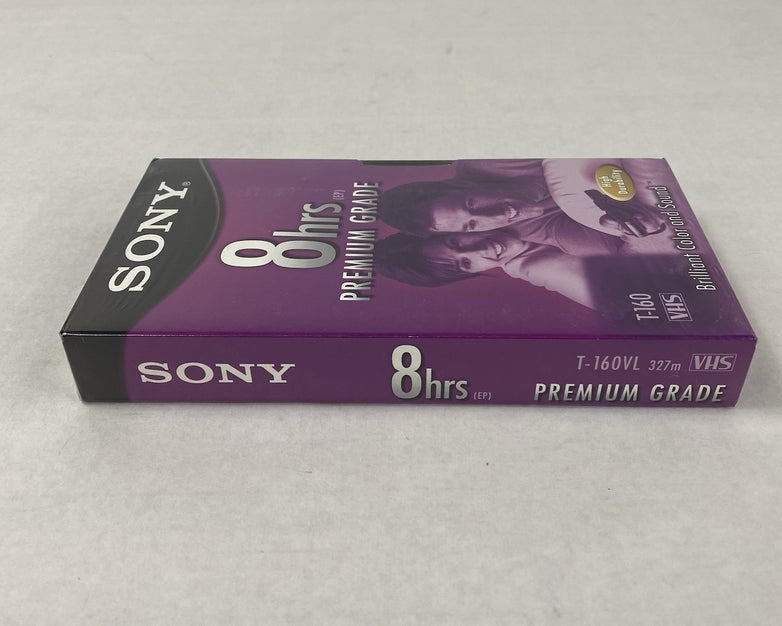 SONY®
8hrs (EP)
PREMIUM GRADE
High
Durability
Brilliant Color and Sound™
T-160
VHS
SONY
8hrs (EP)
T-160VL 327m VHS
PREMIUM GRADE